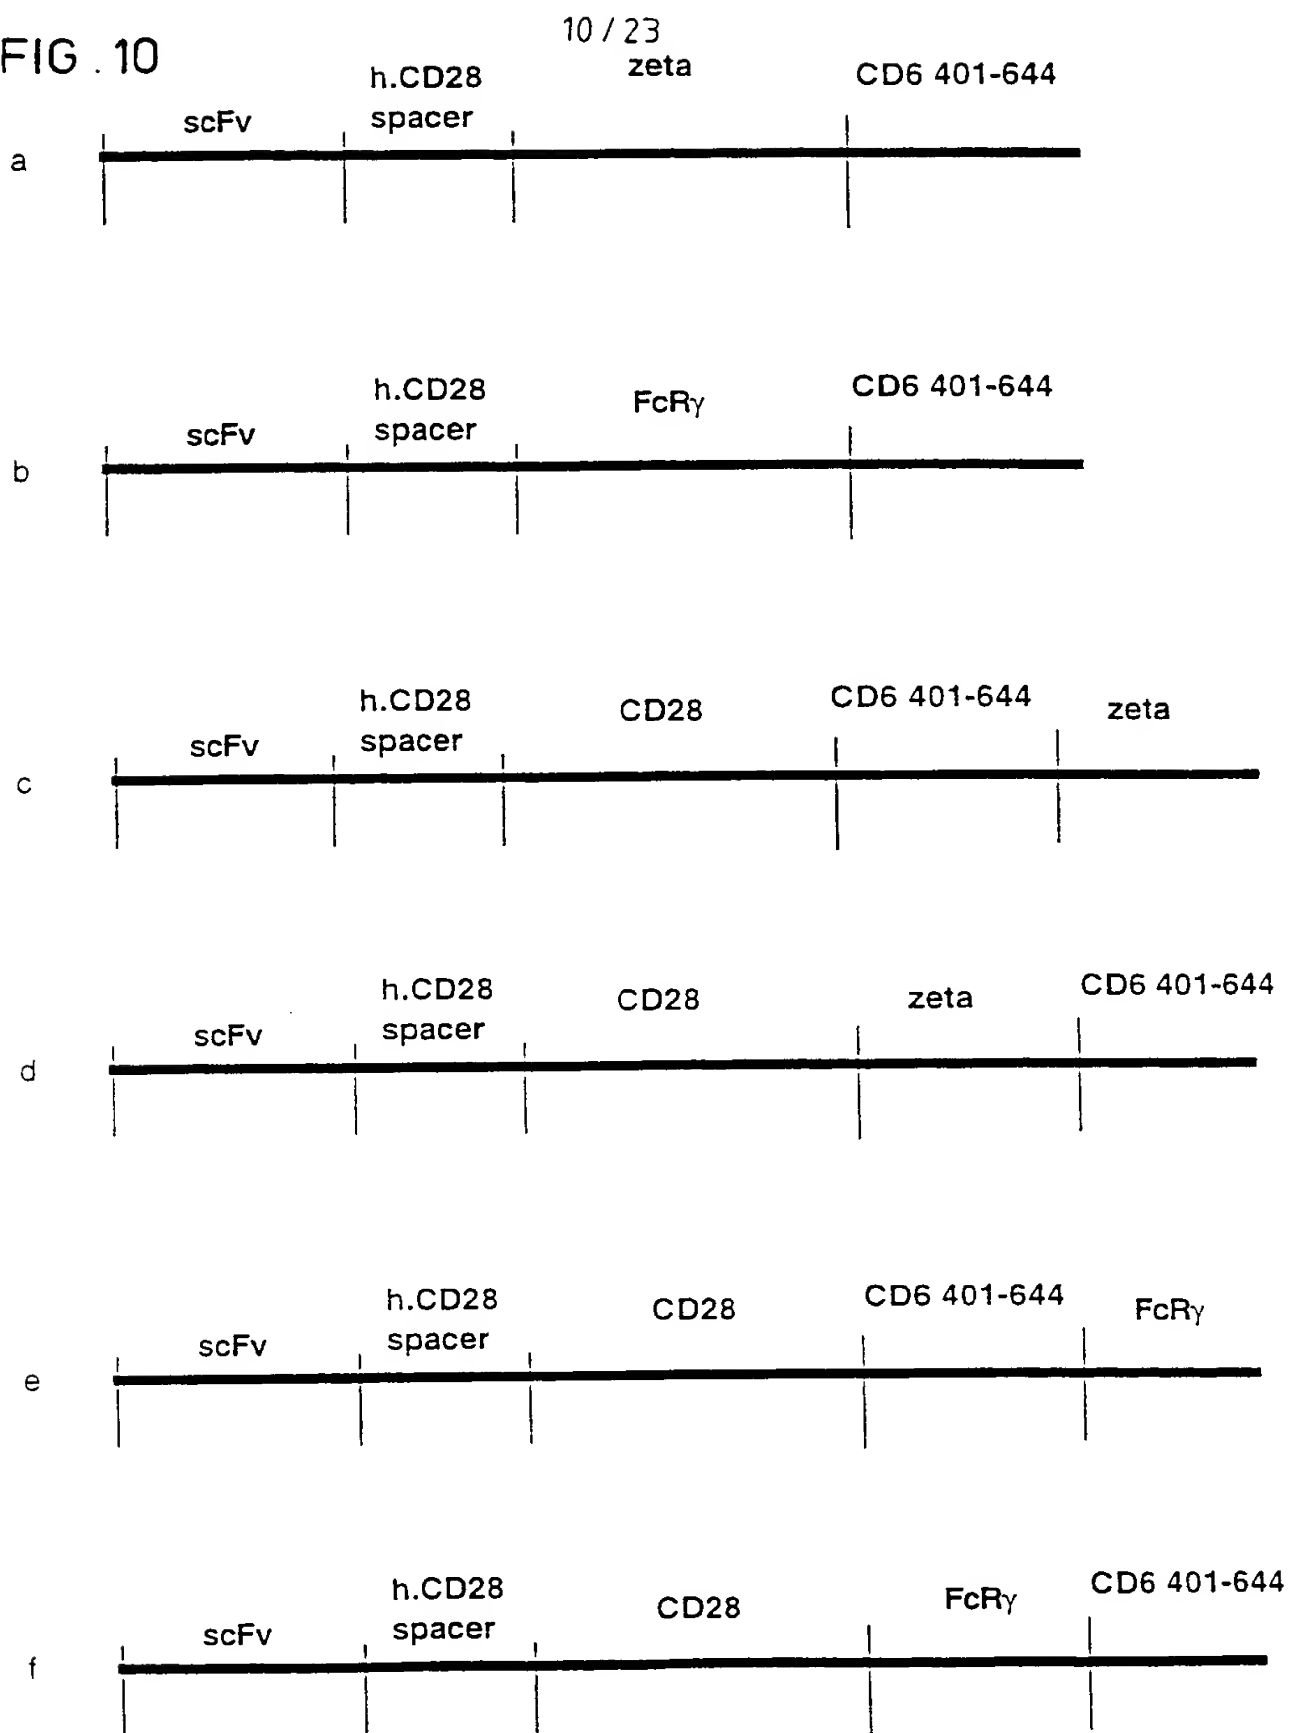 10/23
FIG. 10
scFv
h.CD28
spacer
zeta
CD6 401-644
a
scFv
h.CD28
spacer
FcRγ
CD6 401-644
b
scFv
h.CD28
spacer
CD28
CD6 401-644
zeta
c
scFv
h.CD28
spacer
CD28
zeta
CD6 401-644
d
scFv
h.CD28
spacer
CD28
CD6 401-644
FcRγ
e
scFv
h.CD28
spacer
CD28
FcRγ
CD6 401-644
f